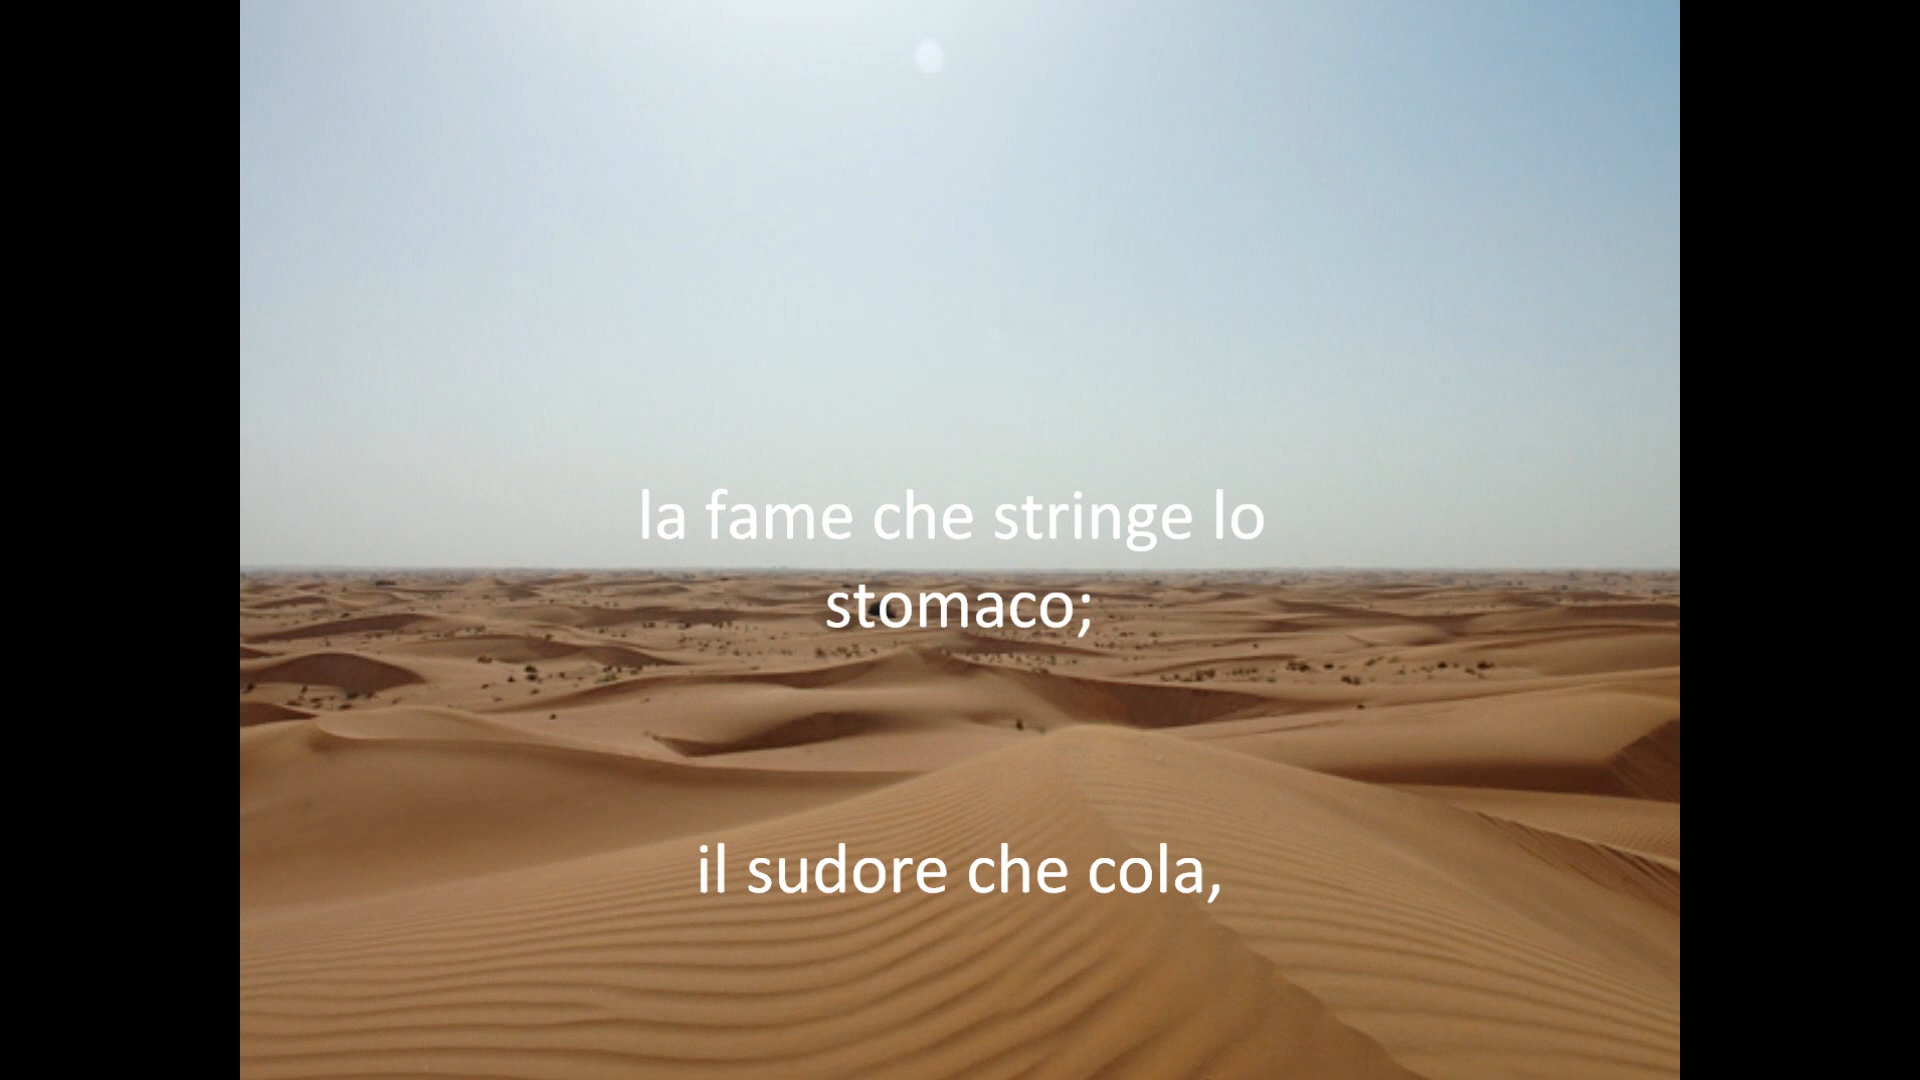 la fame che stringe lo
stomaco;
il sudore che cola,